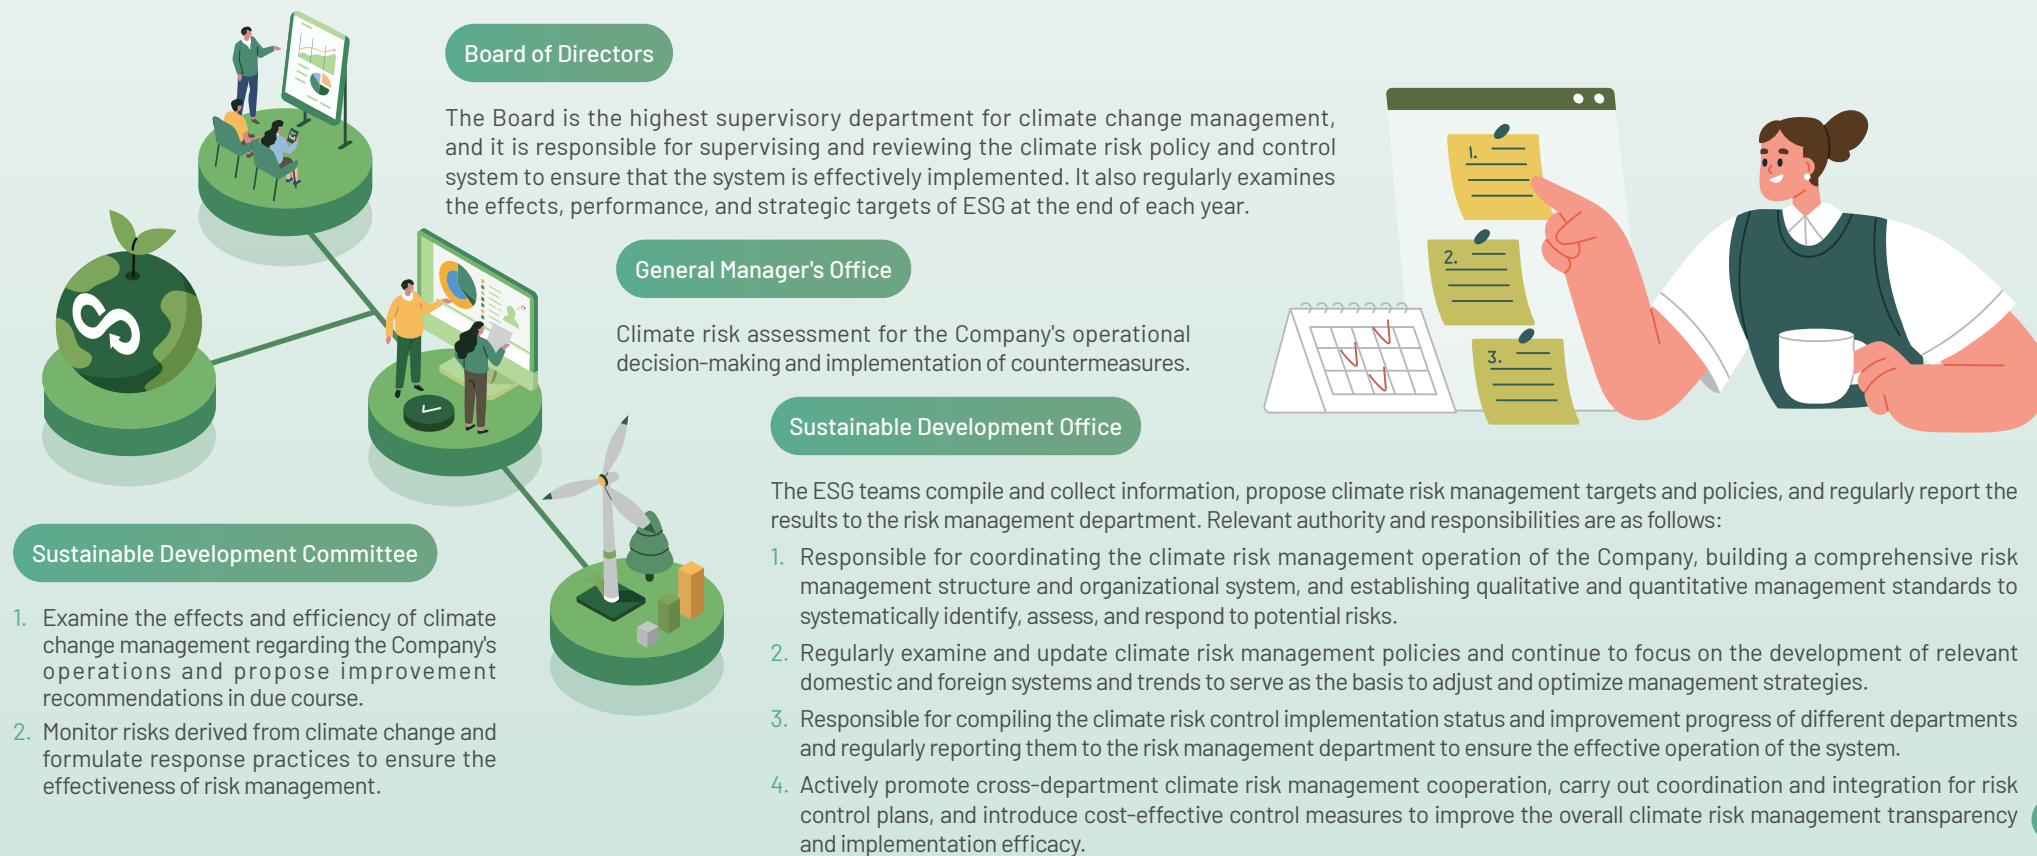 Board of Directors
The Board is the highest supervisory department for climate change management,
and it is responsible for supervising and reviewing the climate risk policy and control
system to ensure that the system is effectively implemented. It also regularly examines
the effects, performance, and strategic targets of ESG at the end of each year.
General Manager's Office
Climate risk assessment for the Company's operational
decision-making and implementation of countermeasures.
1.
2.
3.
Sustainable Development Office
The ESG teams compile and collect information, propose climate risk management targets and policies, and regularly report the
results to the risk management department. Relevant authority and responsibilities are as follows:
1. Responsible for coordinating the climate risk management operation of the Company, building a comprehensive risk
management structure and organizational system, and establishing qualitative and quantitative management standards to
systematically identify, assess, and respond to potential risks.
2. Regularly examine and update climate risk management policies and continue to focus on the development of relevant
domestic and foreign systems and trends to serve as the basis to adjust and optimize management strategies.
3. Responsible for compiling the climate risk control implementation status and improvement progress of different departments
and regularly reporting them to the risk management department to ensure the effective operation of the system.
4. Actively promote cross-department climate risk management cooperation, carry out coordination and integration for risk
control plans, and introduce cost-effective control measures to improve the overall climate risk management transparency
and implementation efficacy.
Sustainable Development Committee
1. Examine the effects and efficiency of climate
change management regarding the Company's
operations and propose improvement
recommendations in due course.
2. Monitor risks derived from climate change and
formulate response practices to ensure the
effectiveness of risk management.